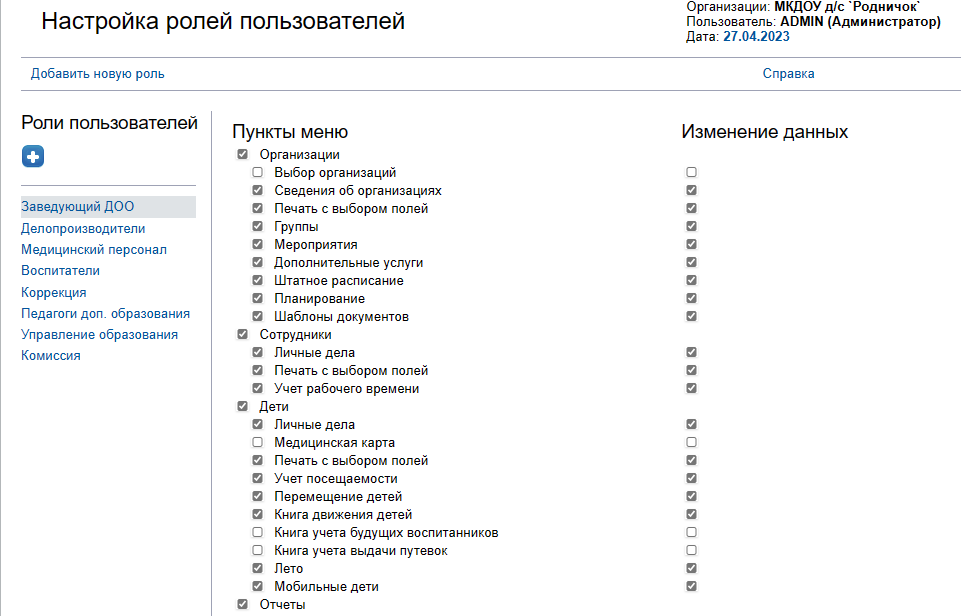 Настройка ролей пользователей
Организации: МКДОУ д/с `Родничок`
Пользователь: ADMIN (Администратор)
Дата: 27.04.2023
Добавить новую роль
Справка
Роли пользователей
Заведующий ДОО
Делопроизводители
Медицинский персонал
Воспитатели
Коррекция
Педагоги доп. образования
Управление образования
Комиссия
Пункты меню
Изменение данных
Организации
Выбор организаций
Сведения об организациях
Печать с выбором полей
Группы
Мероприятия
Дополнительные услуги
Штатное расписание
Планирование
Шаблоны документов
Сотрудники
Личные дела
Печать с выбором полей
Учет рабочего времени
Дети
Личные дела
Медицинская карта
Печать с выбором полей
Учет посещаемости
Перемещение детей
Книга движения детей
Книга учета будущих воспитанников
Книга учета выдачи путевок
Лето
Мобильные дети
Отчеты